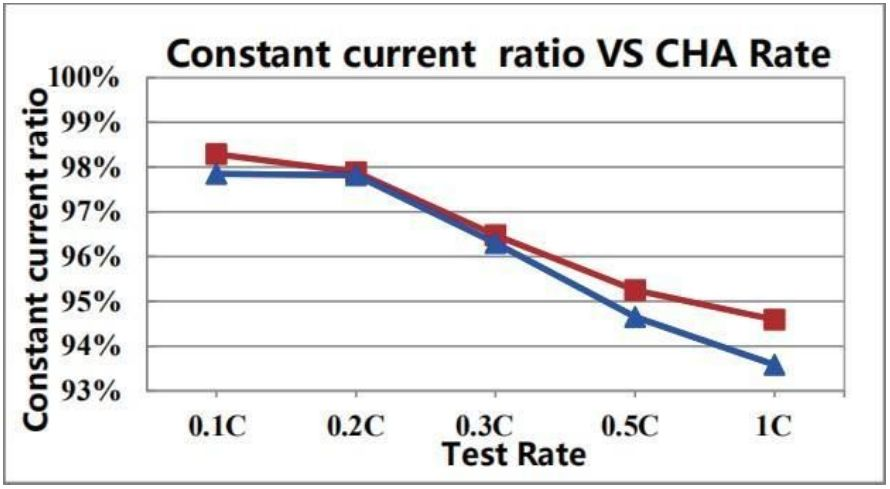 Constant current ratio VS CHA Rate
Constant current ratio
100%
99%
98%
97%
96%
95%
94%
93%
0.1C 0.2C 0.3C 0.5C 1C
Test Rate